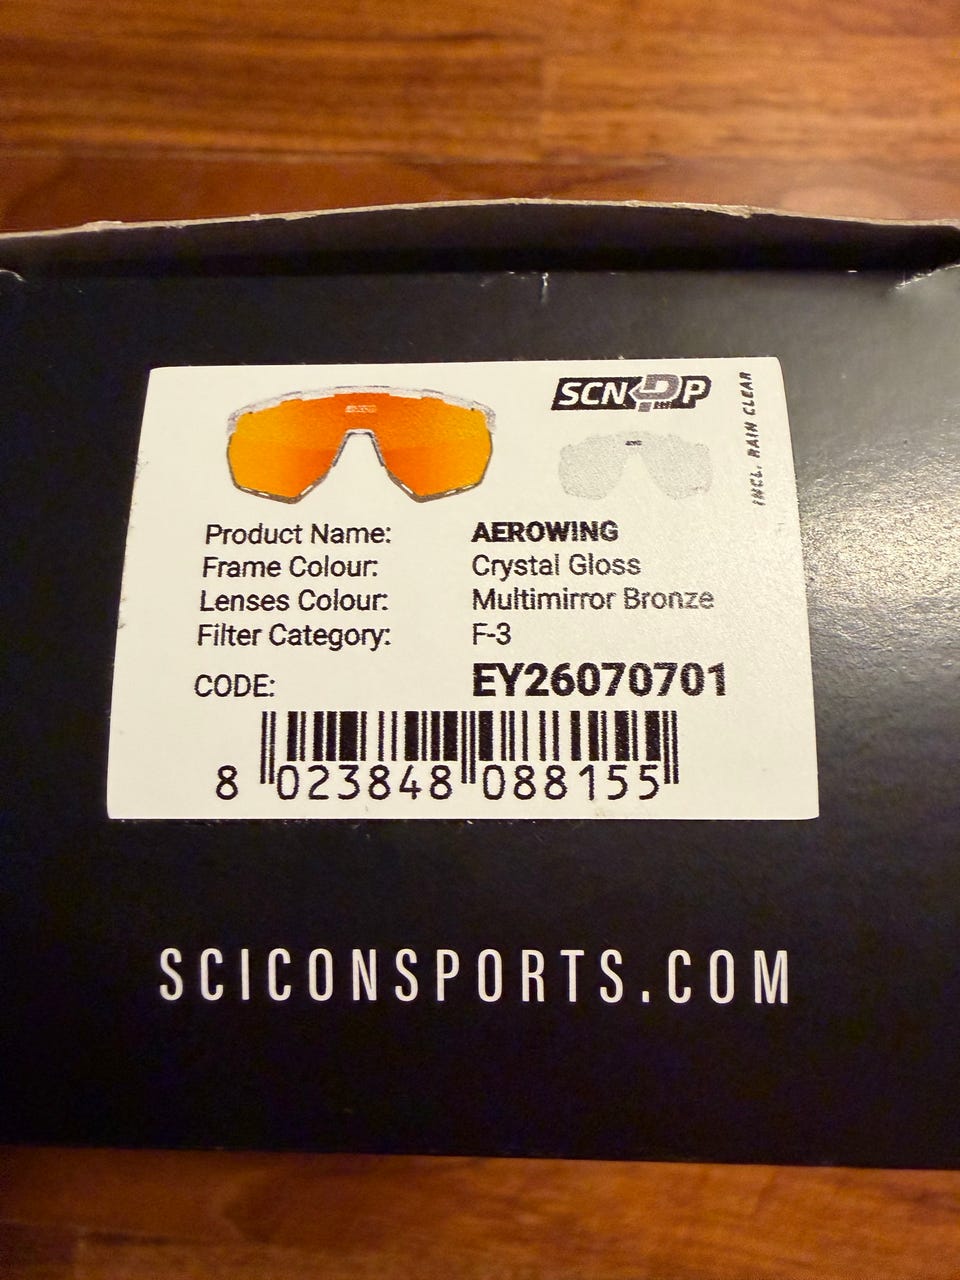 SCNPP
INCL. RAIN CLEAR
Product Name: AEROWING
Frame Colour: Crystal Gloss
Lenses Colour: Multimirror Bronze
Filter Category: F-3
CODE: EY26070701
8 023848 088155
SCICONSPORTS.COM